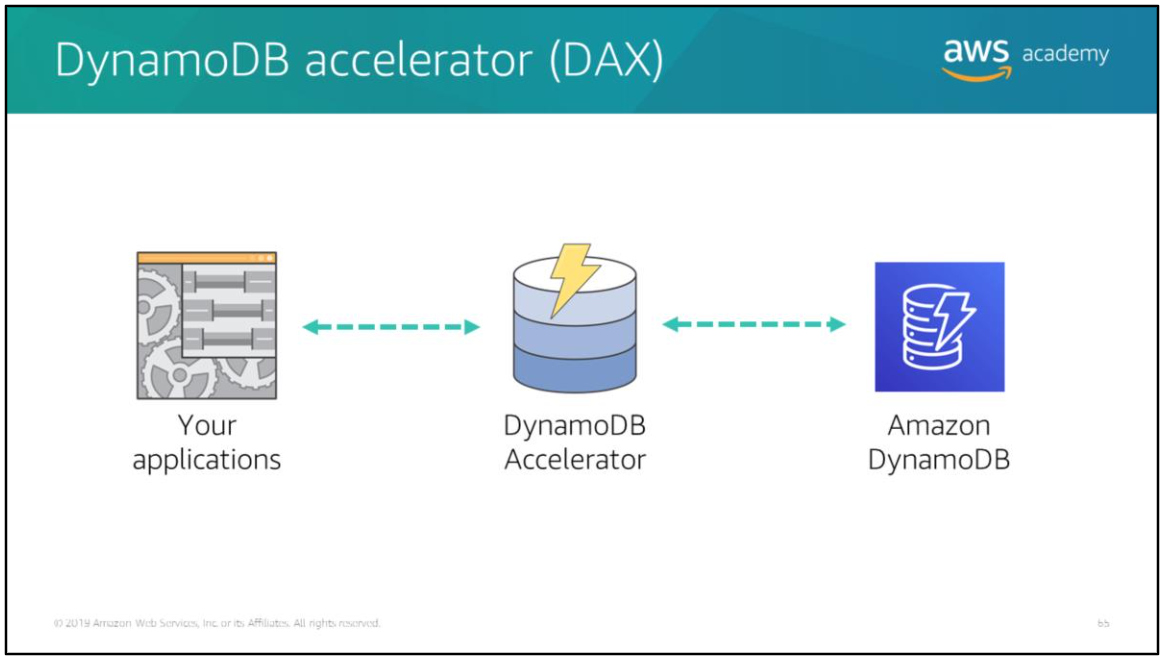 DynamoDB accelerator (DAX)
aws academy
Your
applications
DynamoDB
Accelerator
Amazon
DynamoDB
© 2019 Amazon Web Services, Inc. or its Affiliates. All rights reserved.
65